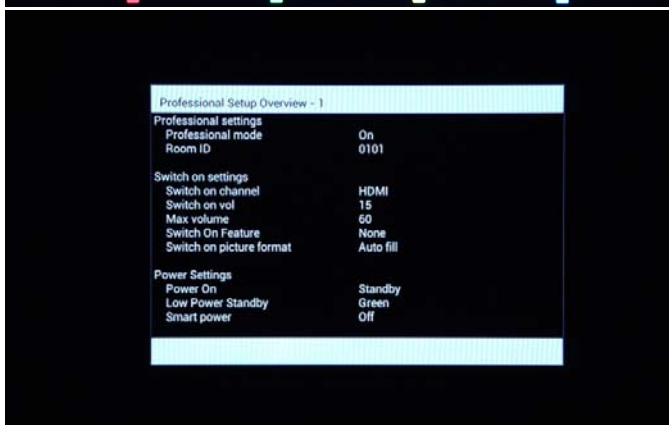 Professional Setup Overview - 1
Professional settings
Professional mode On
Room ID 0101
Switch on settings
Switch on channel HDMI
Switch on vol 15
Max volume 60
Switch On Feature None
Switch on picture format Auto fill
Power Settings
Power On Standby
Low Power Standby Green
Smart power Off